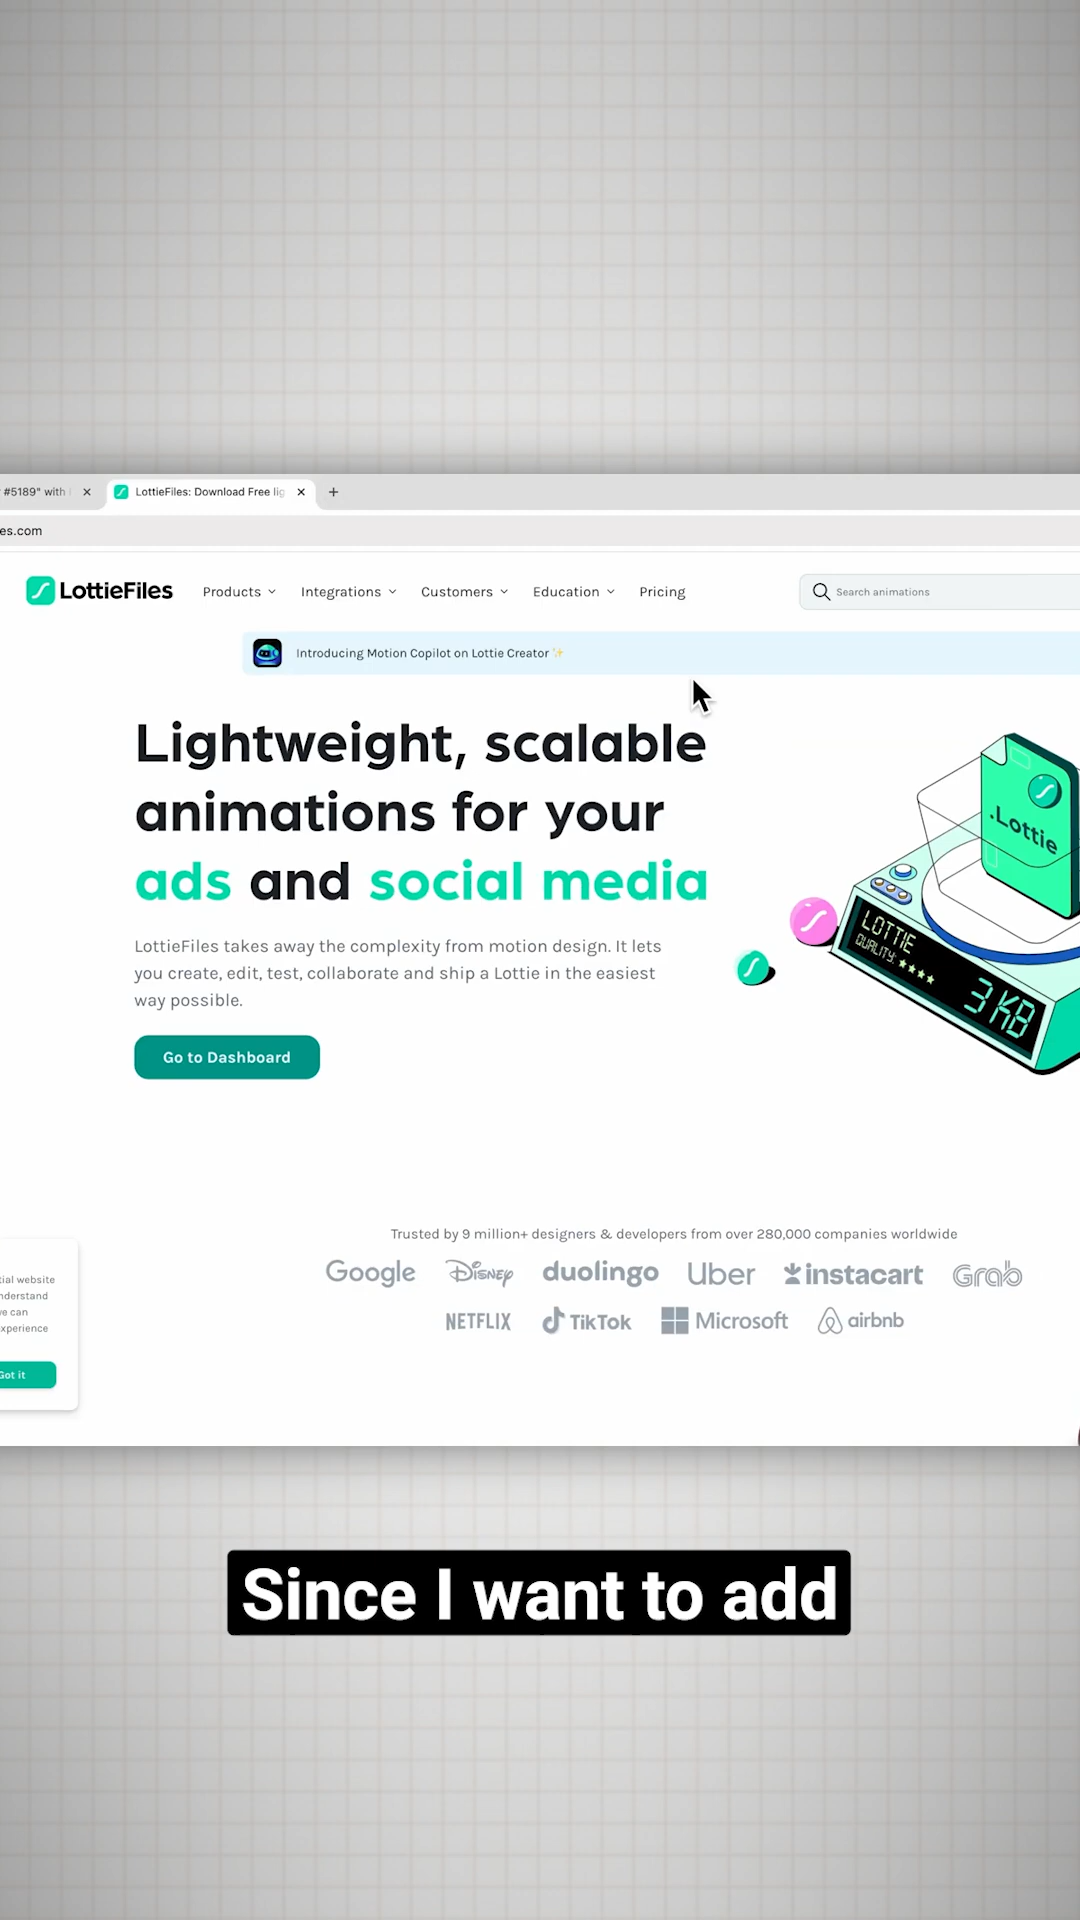 #5189" with
LottieFiles: Download Free lig
es.com
LottieFiles
Products
Integrations
Customers
Education
Pricing
Search animations
Introducing Motion Copilot on Lottie Creator ✨
Lightweight, scalable
animations for your
ads and social media
.Lottie
LOTTIE
QUALITY: ★★★★
3KB
LottieFiles takes away the complexity from motion design. It lets
you create, edit, test, collaborate and ship a Lottie in the easiest
way possible.
Go to Dashboard
Trusted by 9 million+ designers & developers from over 280,000 companies worldwide
Google Disney duolingo Uber instacart Grab
NETFLIX TikTok Microsoft airbnb
tial website
nderstand
e can
xperience
Got it
Since I want to add